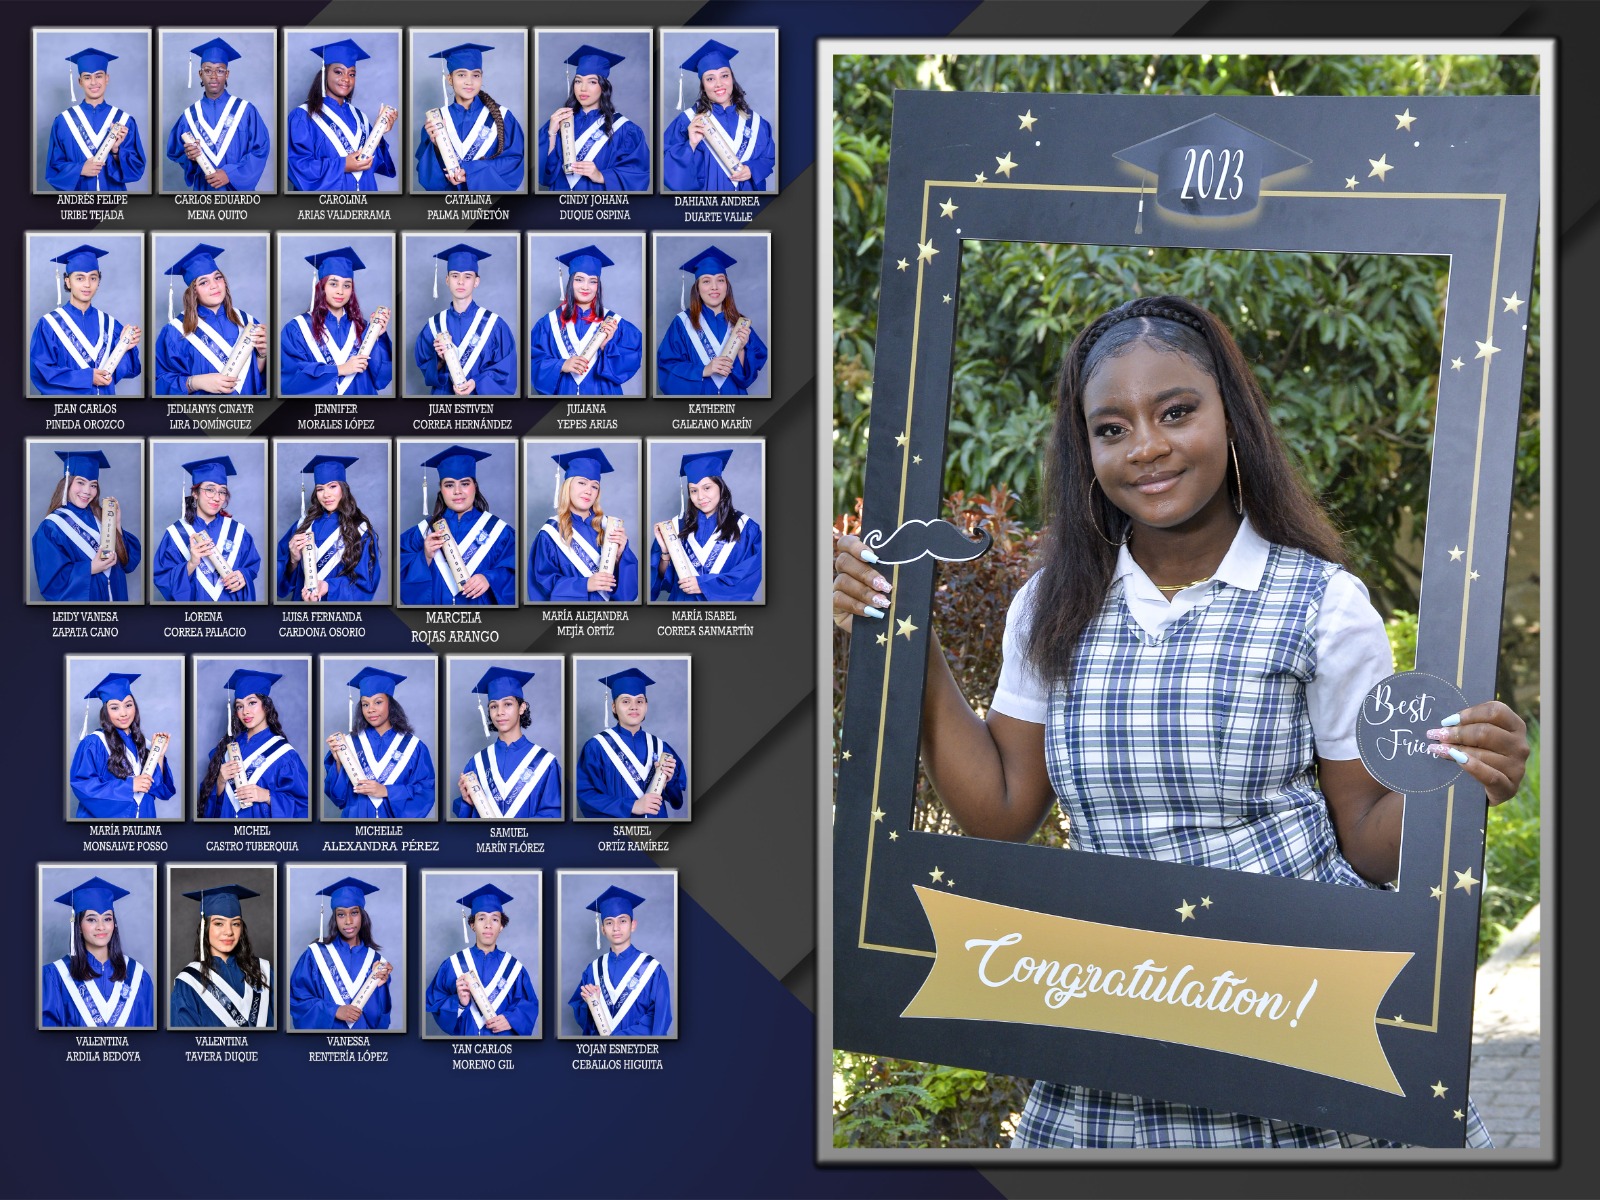 ANDRÉS FELIPE
URIBE TEJADA
CARLOS EDUARDO
MENA QUITO
CAROLINA
ARIAS VALDERRAMA
CATALINA
PALMA MUÑETÓN
CINDY JOHANA
DUQUE OSPINA
DAHIANA ANDREA
DUARTE VALLE
JEAN CARLOS
PINEDA OROZCO
JEDLIANYS CINAYR
LIRA DOMÍNGUEZ
JENNIFER
MORALES LÓPEZ
JUAN ESTIVEN
CORREA HERNÁNDEZ
JULIANA
YEPES ARIAS
KATHERIN
GALEANO MARÍN
LEIDY VANESA
ZAPATA CANO
LORENA
CORREA PALACIO
LUISA FERNANDA
CARDONA OSORIO
MARCELA
ROJAS ARANGO
MARÍA ALEJANDRA
MEJÍA ORTÍZ
MARÍA ISABEL
CORREA SANMARTÍN
MARÍA PAULINA
MONSALVE POSSO
MICHEL
CASTRO TUBERQUIA
MICHELLE
ALEXANDRA PÉREZ
SAMUEL
MARÍN FLÓREZ
SAMUEL
ORTÍZ RAMÍREZ
VALENTINA
ARDILA BEDOYA
VALENTINA
TAVERA DUQUE
VANESSA
RENTERÍA LÓPEZ
YAN CARLOS
MORENO GIL
YOJAN ESNEYDER
CEBALLOS HIGUITA
2023
Best
Frien
Congratulation!